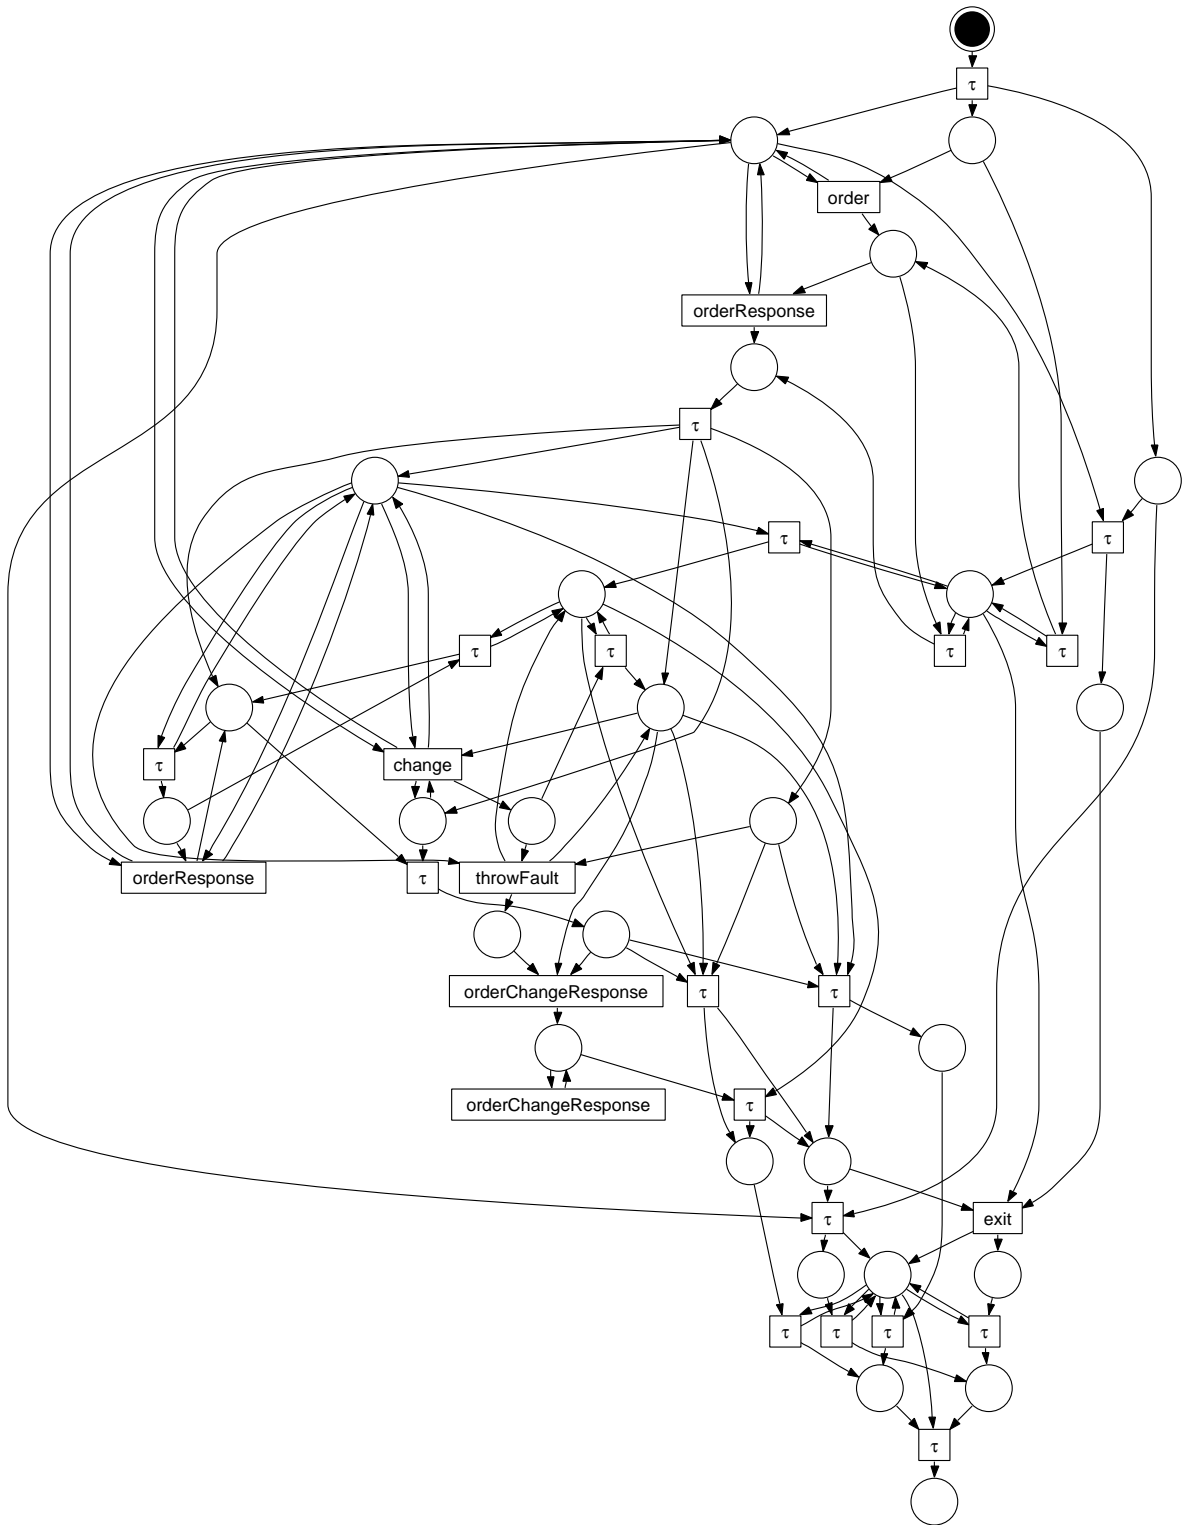 τ
order
orderResponse
τ
τ
τ
τ
τ
τ
τ
τ
change
orderResponse
τ
throwFault
orderChangeResponse
τ
τ
orderChangeResponse
τ
τ
exit
τ
τ
τ
τ
τ